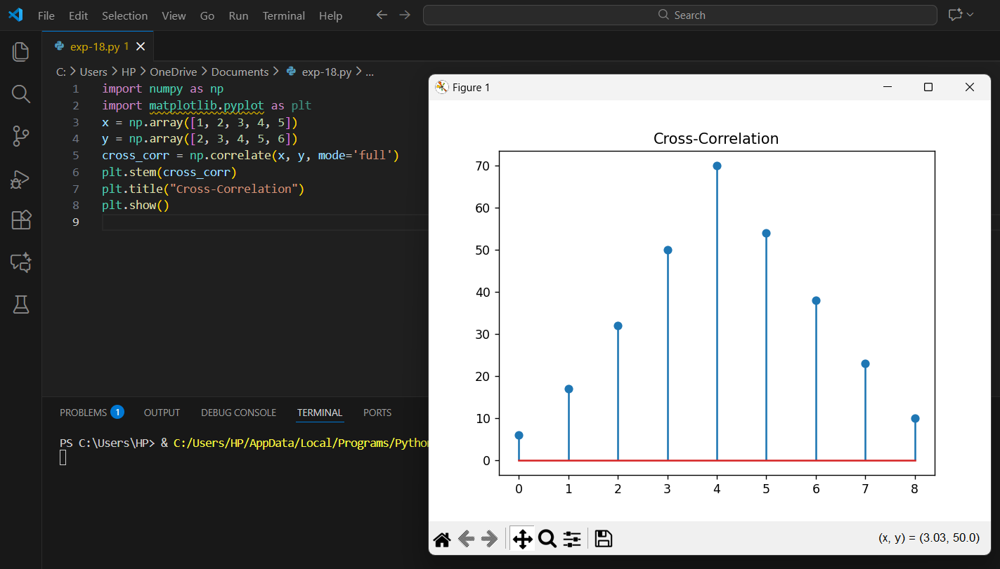 File Edit Selection View Go Run Terminal Help
Search
exp-18.py 1
C: > Users > HP > OneDrive > Documents > exp-18.py > ...
1 import numpy as np
2 import matplotlib.pyplot as plt
3 x = np.array([1, 2, 3, 4, 5])
4 y = np.array([2, 3, 4, 5, 6])
5 cross_corr = np.correlate(x, y, mode='full')
6 plt.stem(cross_corr)
7 plt.title("Cross-Correlation")
8 plt.show()
9
PROBLEMS 1 OUTPUT DEBUG CONSOLE TERMINAL PORTS
PS C:\Users\HP> & C:/Users/HP/AppData/Local/Programs/Python
Figure 1
Cross-Correlation
70
60
50
40
30
20
10
0
0 1 2 3 4 5 6 7 8
(x, y) = (3.03, 50.0)